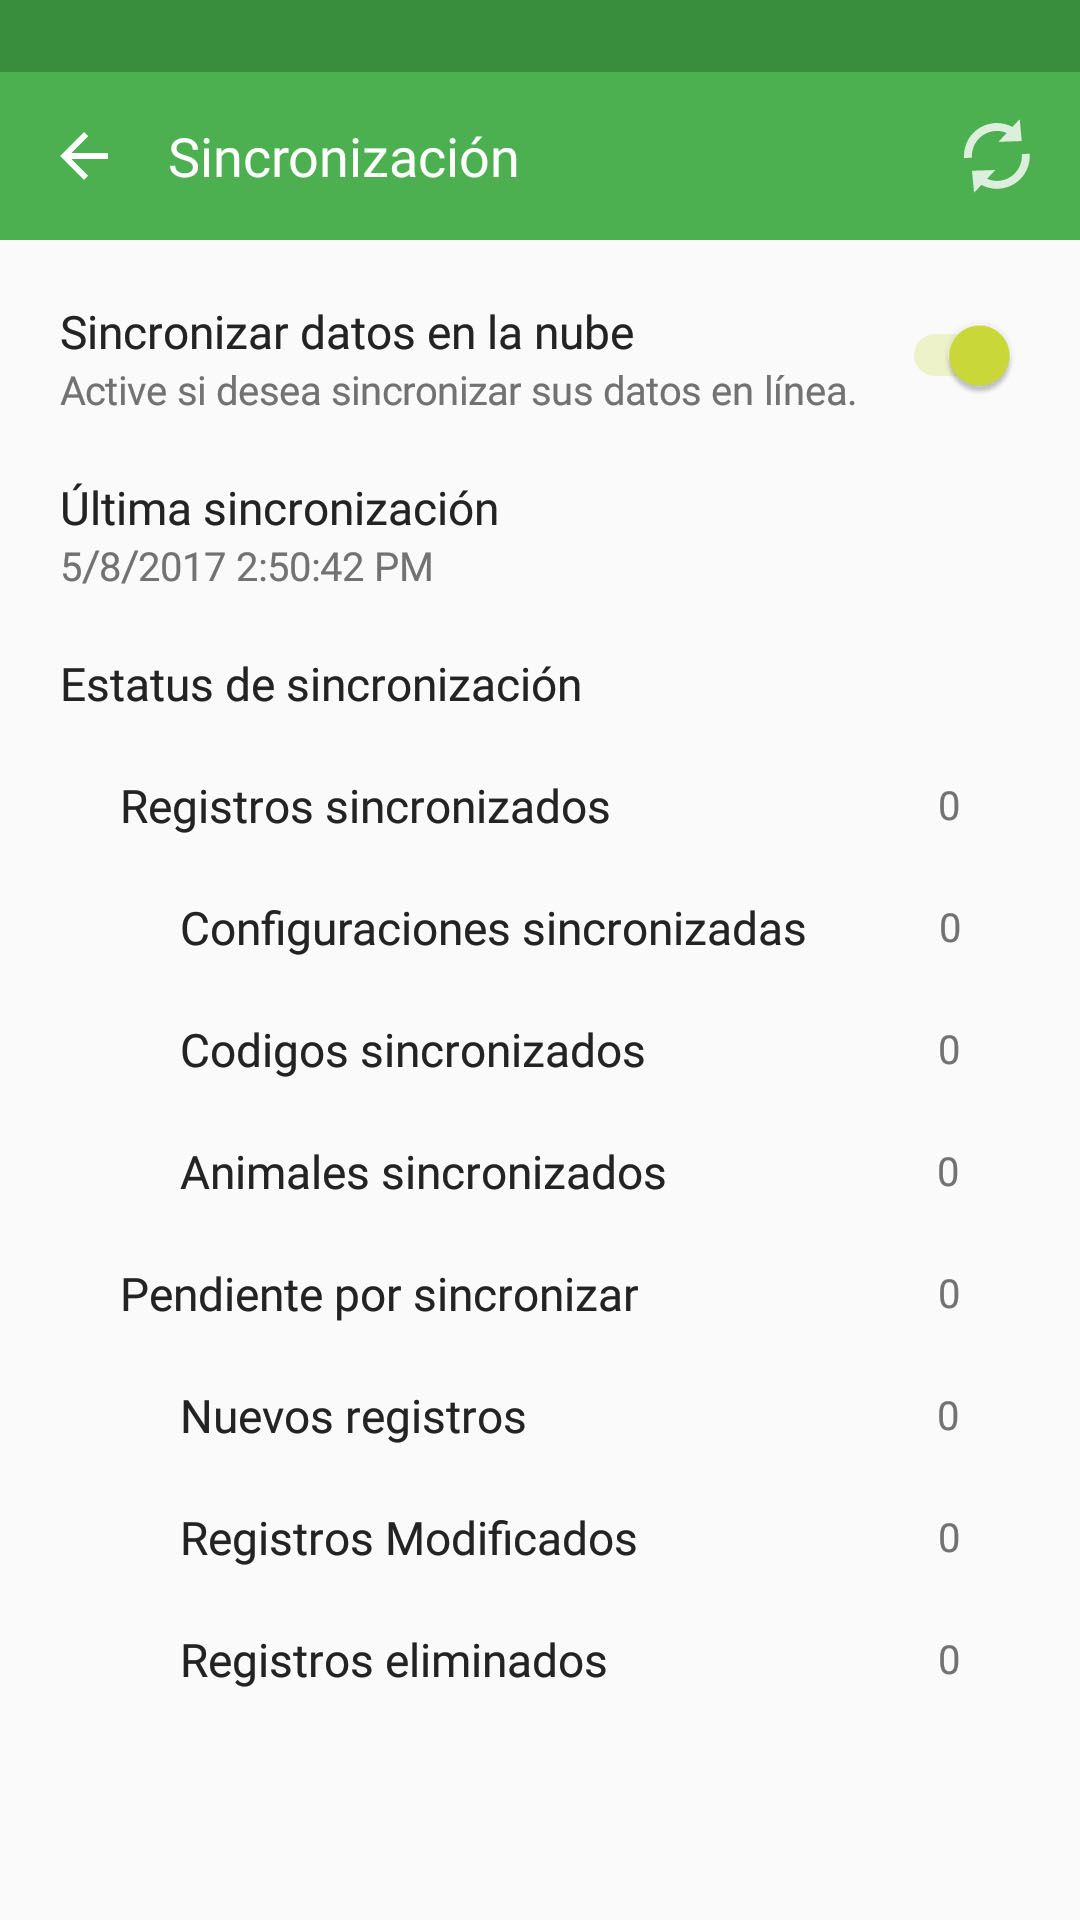 Sincronización
Sincronizar datos en la nube
Active si desea sincronizar sus datos en línea.
Última sincronización
5/8/2017 2:50:42 PM
Estatus de sincronización
Registros sincronizados 0
Configuraciones sincronizadas 0
Codigos sincronizados 0
Animales sincronizados 0
Pendiente por sincronizar 0
Nuevos registros 0
Registros Modificados 0
Registros eliminados 0